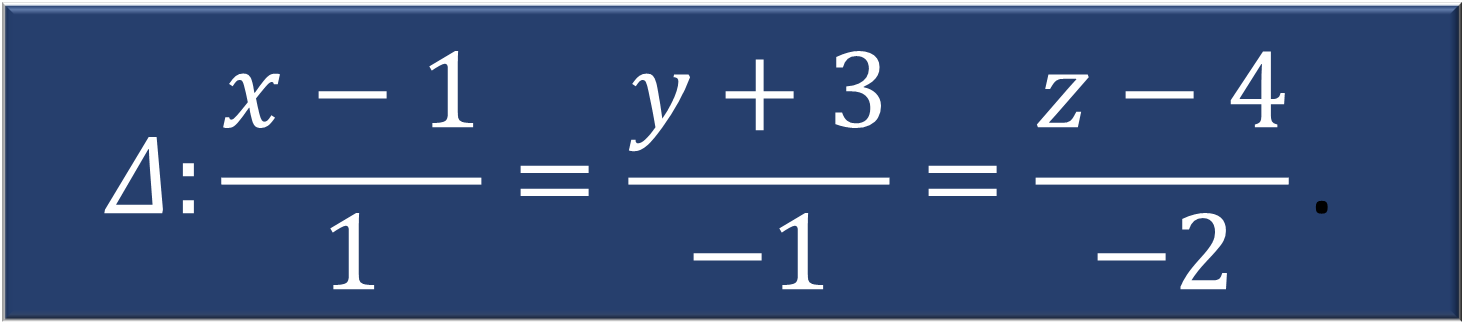 Δ: (x − 1)/1 = (y + 3)/−1 = (z − 4)/−2 .